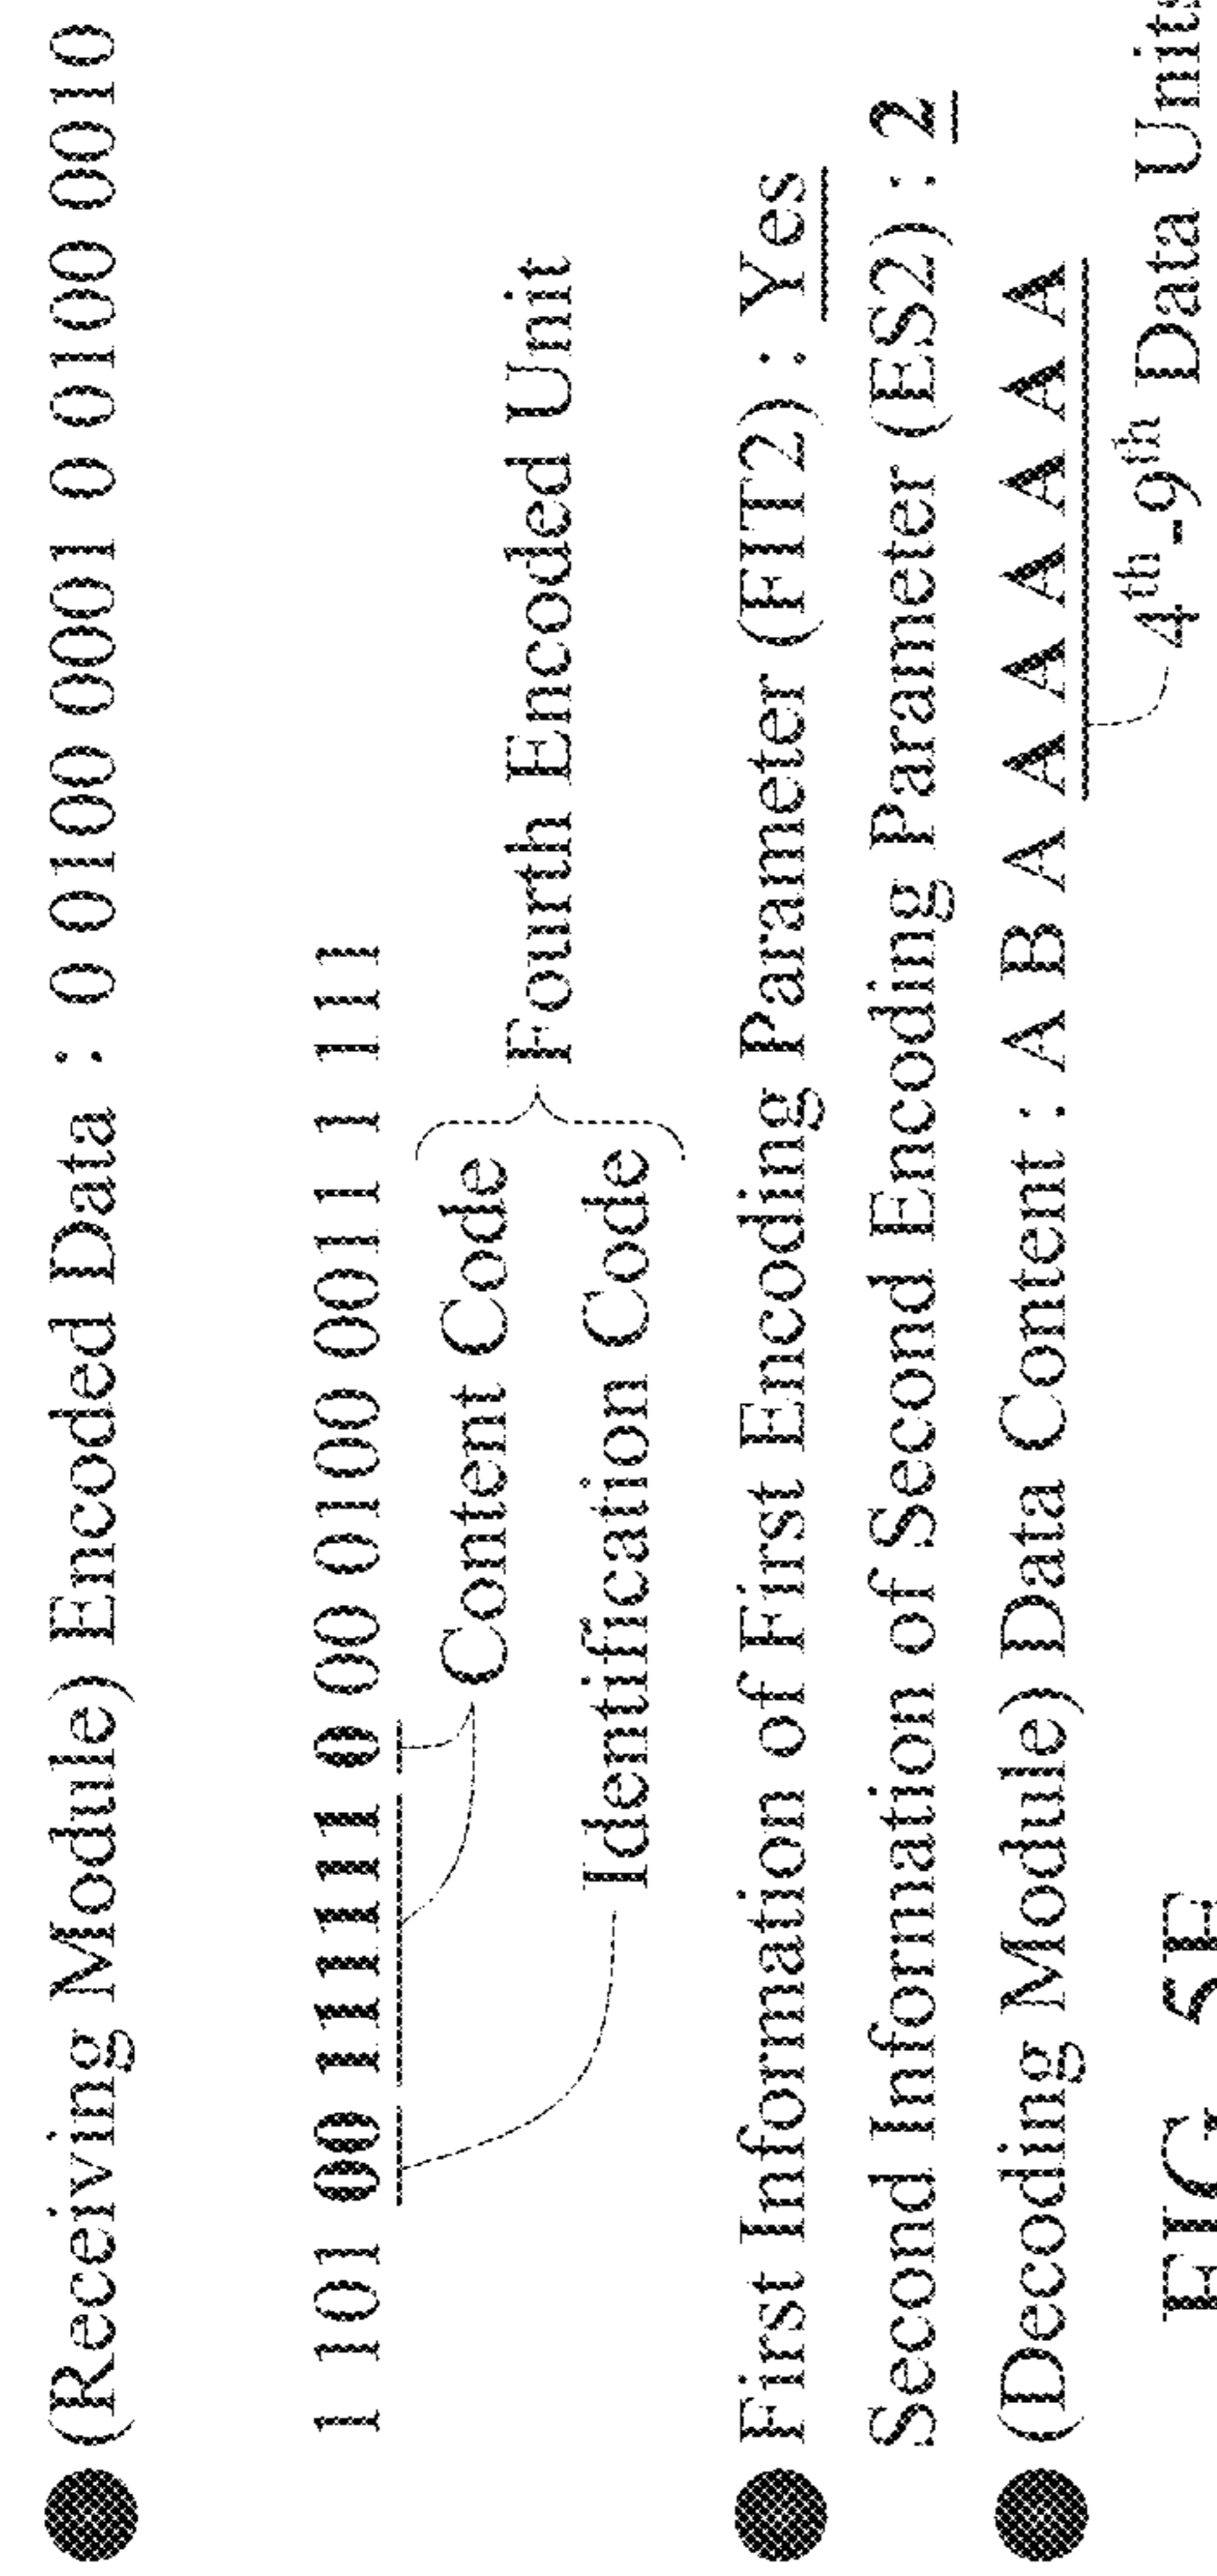 (Receiving Module) Encoded Data : 0 0100 0001 0 0100 0010
1 101 00 11111 0 00 0100 0011 1 111
Content Code
Fourth Encoded Unit
Identification Code
First Information of First Encoding Parameter (FIT2) : Yes
Second Information of Second Encoding Parameter (ES2) : 2
(Decoding Module) Data Content : A B A A A A A A A
4th-9th Data Units